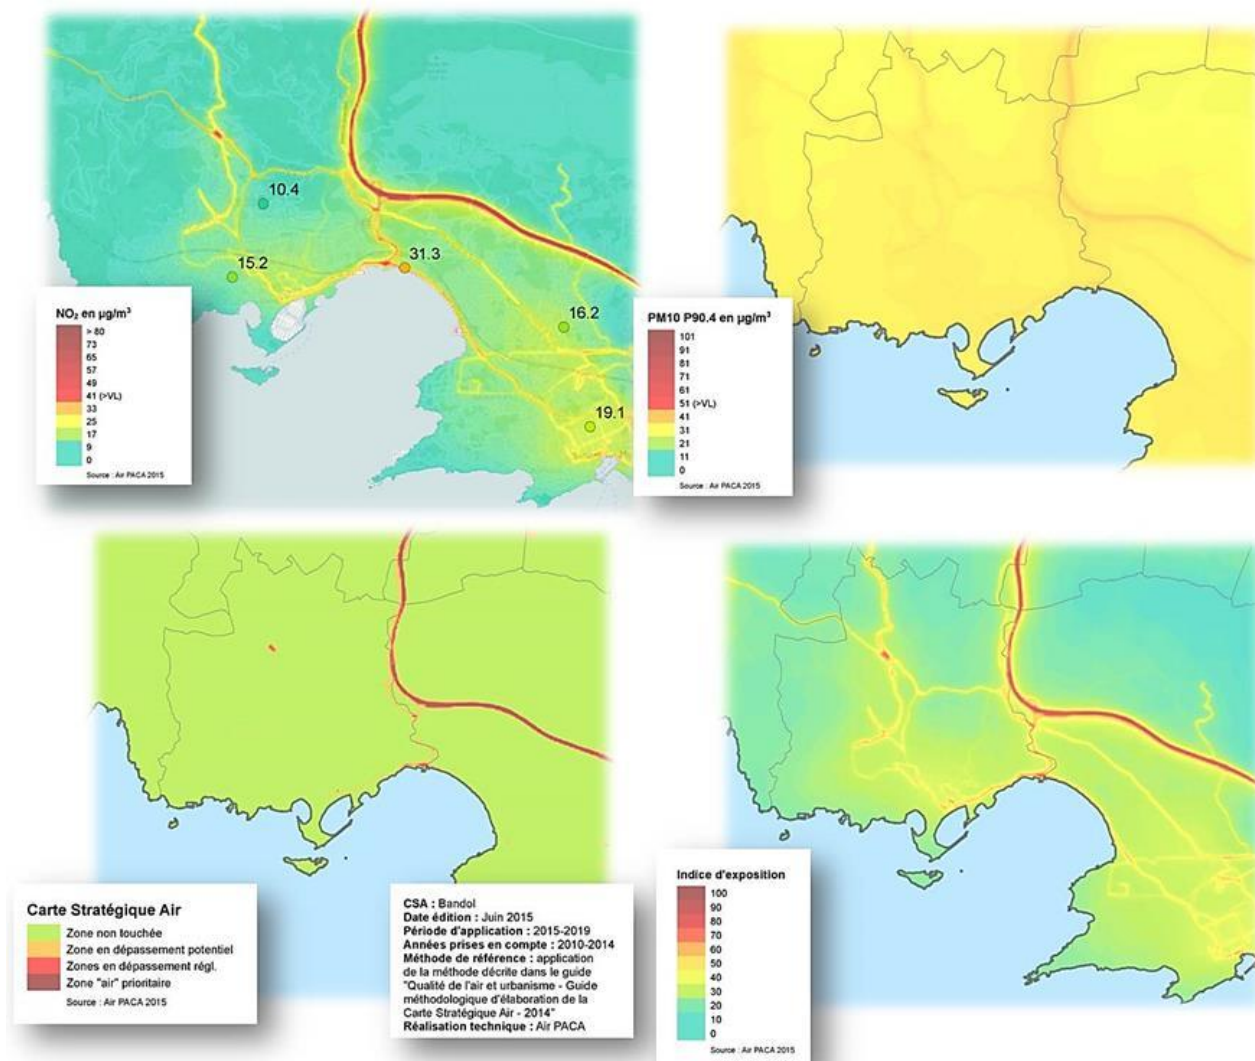 10.4
15.2
31.3
16.2
19.1
NO₂ en µg/m³
> 80
73
65
57
49
41 (>VL)
33
25
17
9
0
Source : Air PACA 2015
PM10 P90.4 en µg/m³
101
91
81
71
61
51 (>VL)
41
31
21
11
0
Source : Air PACA 2015
Carte Stratégique Air
Zone non touchée
Zone en dépassement potentiel
Zones en dépassement régl.
Zone "air" prioritaire
Source : Air PACA 2015
CSA : Bandol
Date édition : Juin 2015
Période d'application : 2015-2019
Années prises en compte : 2010-2014
Méthode de référence : application
de la méthode décrite dans le guide
"Qualité de l'air et urbanisme - Guide
méthodologique d'élaboration de la
Carte Stratégique Air - 2014"
Réalisation technique : Air PACA
Indice d'exposition
100
90
80
70
60
50
40
30
20
10
0
Source : Air PACA 2015